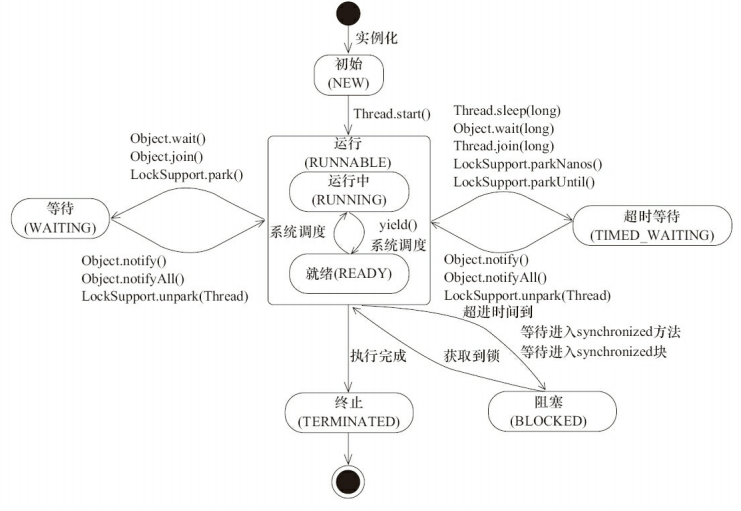 实例化
初始
(NEW)
Thread.start()
Object.wait()
Object.join()
LockSupport.park()
运行
(RUNNABLE)
运行中
(RUNNING)
Thread.sleep(long)
Object.wait(long)
Thread.join(long)
LockSupport.parkNanos()
LockSupport.parkUntil()
等待
(WAITING)
系统调度
yield()
系统调度
超时等待
(TIMED_WAITING)
Object.notify()
Object.notifyAll()
LockSupport.unpark(Thread)
就绪(READY)
Object.notify()
Object.notifyAll()
LockSupport.unpark(Thread)
超进时间到
等待进入synchronized方法
等待进入synchronized块
执行完成
获取到锁
终止
(TERMINATED)
阻塞
(BLOCKED)